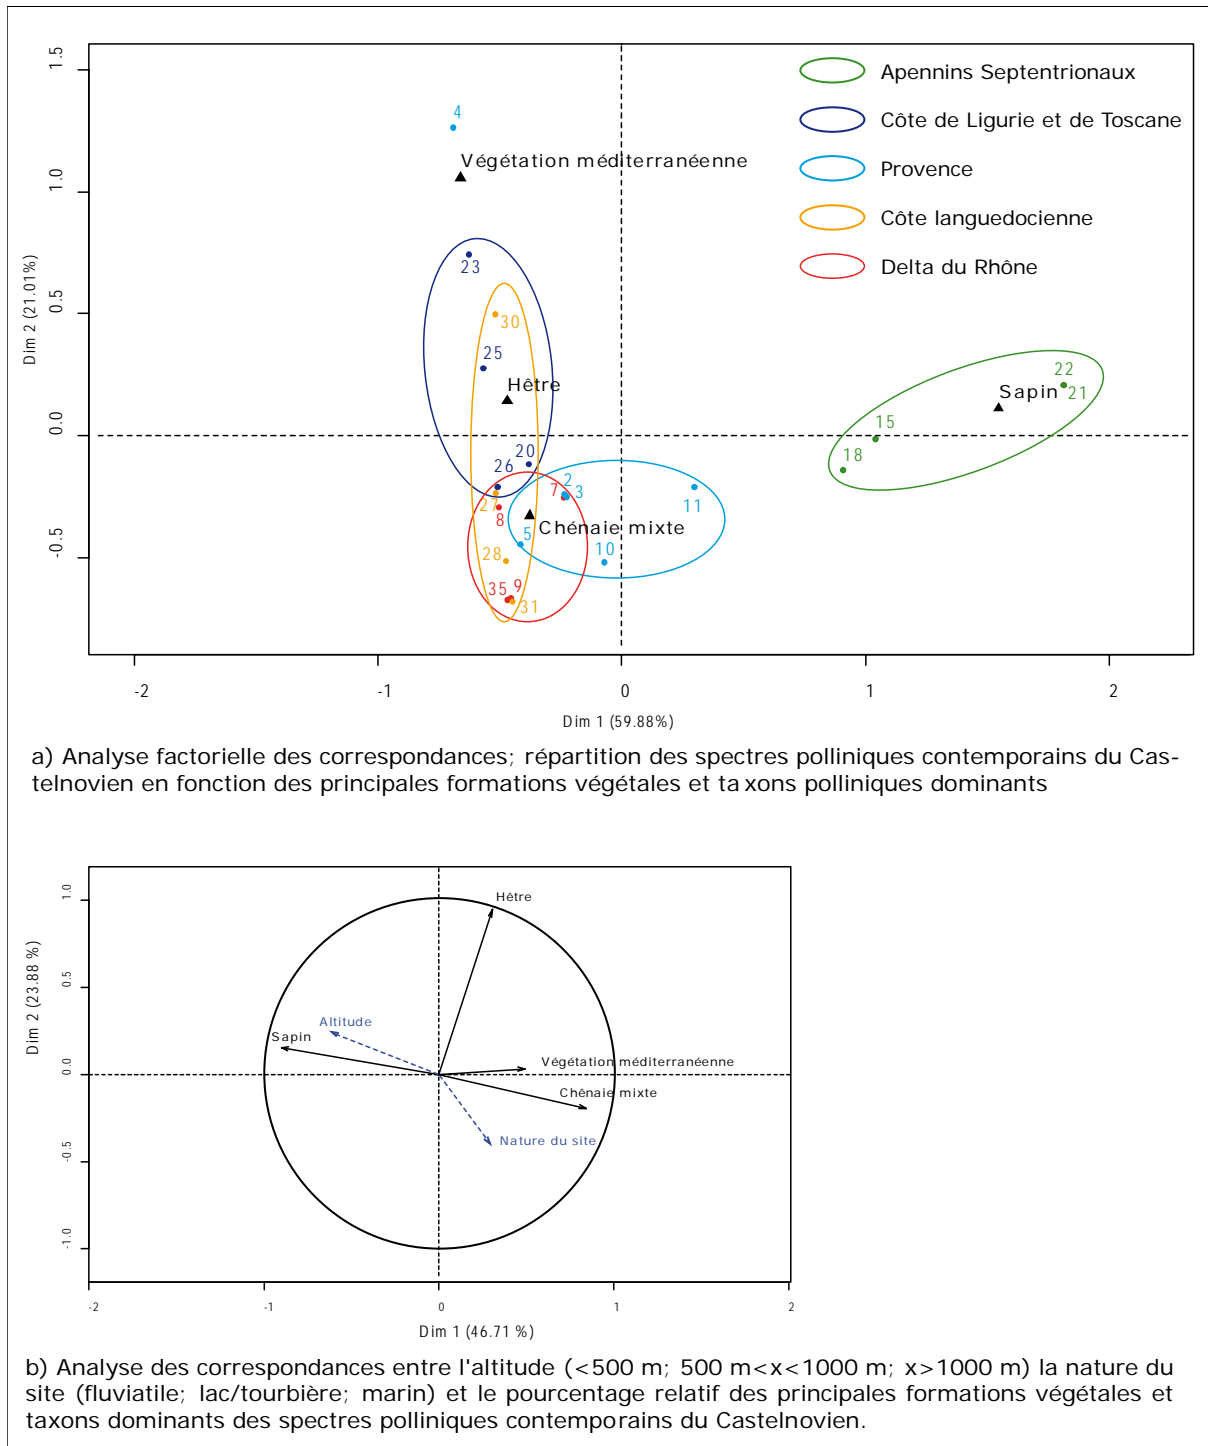 1.5
1.0
0.5
0.0
-0.5
Dim 2 (21.01%)
Apennins Septentrionaux
Côte de Ligurie et de Toscane
Provence
Côte languedocienne
Delta du Rhône
4
Végétation méditerranéenne
23
30
25
Hêtre
22
Sapin
21
15
18
20
26
2
7
3
27
11
8
Chénaie mixte
5
10
28
35
9
31
-2
-1
0
1
2
Dim 1 (59.88%)
a) Analyse factorielle des correspondances; répartition des spectres polliniques contemporains du Cas-
telnovien en fonction des principales formations végétales et taxons polliniques dominants
1.0
0.5
0.0
-0.5
-1.0
Dim 2 (23.88 %)
Hêtre
Altitude
Sapin
Végétation méditerranéenne
Chênaie mixte
Nature du site
-2
-1
0
1
2
Dim 1 (46.71 %)
b) Analyse des correspondances entre l'altitude (<500 m; 500 m<x<1000 m; x>1000 m) la nature du
site (fluviatile; lac/tourbière; marin) et le pourcentage relatif des principales formations végétales et
taxons dominants des spectres polliniques contemporains du Castelnovien.